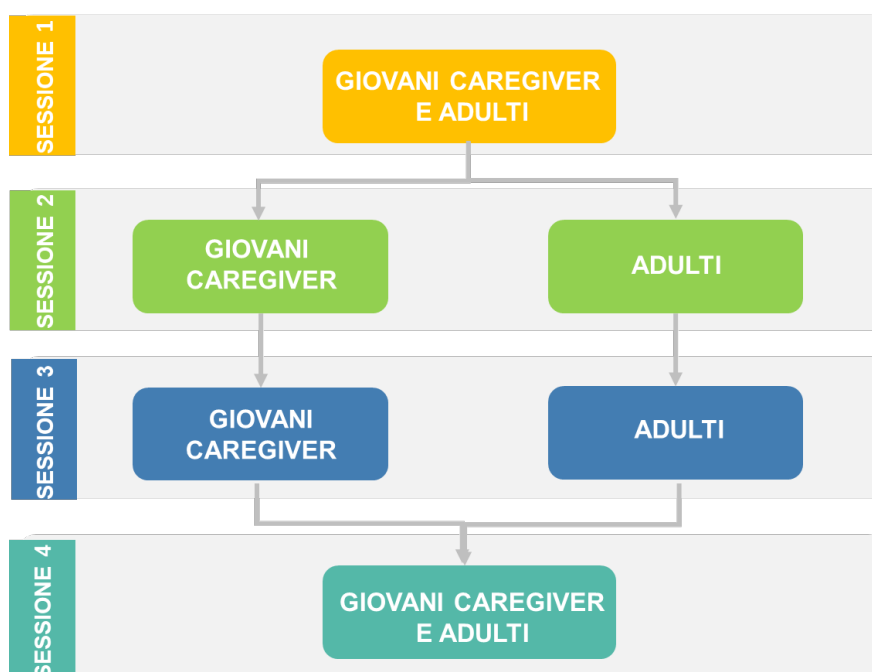 SESSIONE 1
GIOVANI CAREGIVER
E ADULTI
SESSIONE 2
GIOVANI
CAREGIVER
ADULTI
SESSIONE 3
GIOVANI
CAREGIVER
ADULTI
SESSIONE 4
GIOVANI CAREGIVER
E ADULTI